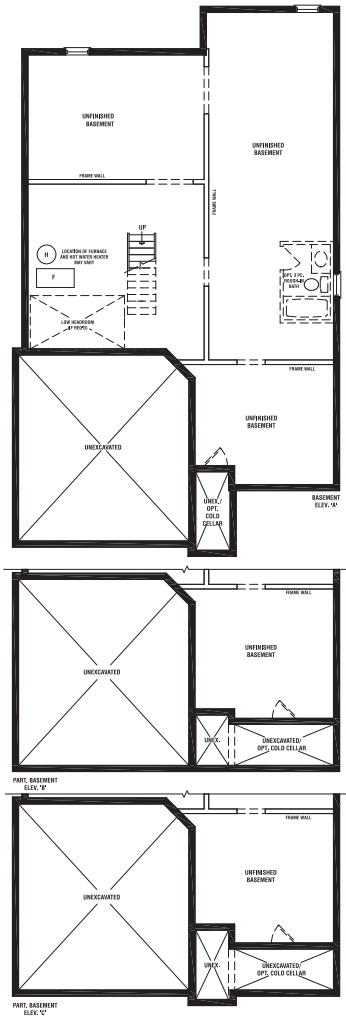 UNFINISHED
BASEMENT
UNFINISHED
BASEMENT
FRAME WALL
FRAME WALL
UP
H
LOCATION OF FURNACE
AND HOT WATER HEATER
MAY VARY
F
OPT. 3 PC.
ROUGH-IN
BATH
LOW HEADROOM
(IF REQ'D)
FRAME WALL
UNFINISHED
BASEMENT
UNEXCAVATED
UNEX./
OPT.
COLD
CELLAR
BASEMENT
ELEV. 'A'
FRAME WALL
UNFINISHED
BASEMENT
UNEXCAVATED
UNEX.
UNEXCAVATED/
OPT. COLD CELLAR
PART. BASEMENT
ELEV. 'B'
FRAME WALL
UNFINISHED
BASEMENT
UNEXCAVATED
UNEX.
UNEXCAVATED/
OPT. COLD CELLAR
PART. BASEMENT
ELEV. 'C'